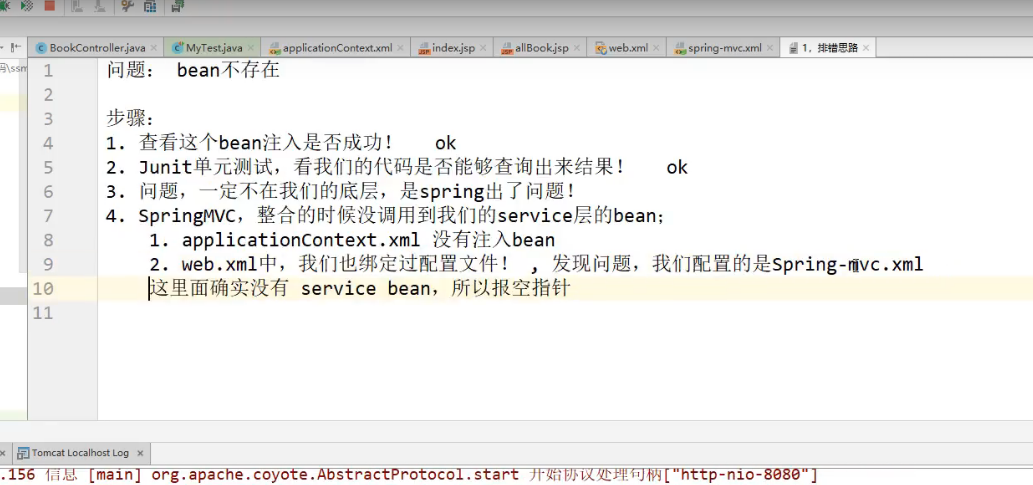 码\ssm
BookController.java
MyTest.java
applicationContext.xml
index.jsp
allBook.jsp
web.xml
spring-mvc.xml
1，排错思路
1 问题： bean不存在
2
3 步骤：
4 1. 查看这个bean注入是否成功！ ok
5 2. Junit单元测试，看我们的代码是否能够查询出来结果！ ok
6 3. 问题，一定不在我们的底层，是spring出了问题！
7 4. SpringMVC，整合的时候没调用到我们的service层的bean；
8 1. applicationContext.xml 没有注入bean
9 2. web.xml中，我们也绑定过配置文件！ , 发现问题，我们配置的是Spring-mvc.xml
10 这里面确实没有 service bean，所以报空指针
11
Tomcat Localhost Log
.156 信息 [main] org.apache.coyote.AbstractProtocol.start 开始协议处理句柄["http-nio-8080"]